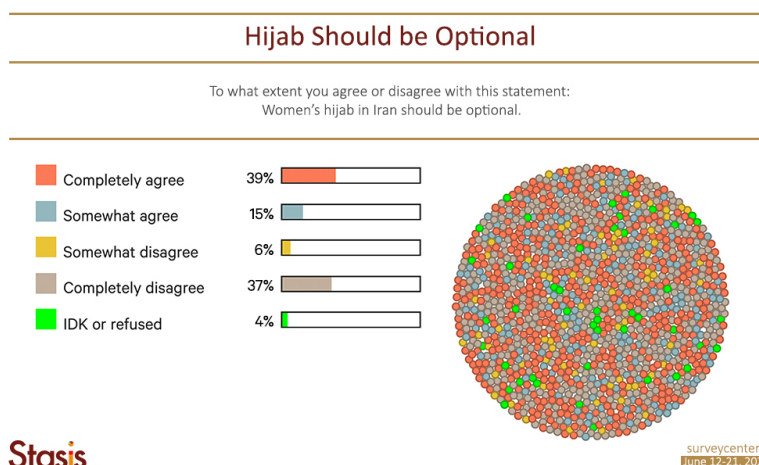 Hijab Should be Optional
To what extent you agree or disagree with this statement:
Women's hijab in Iran should be optional.
Completely agree 39%
Somewhat agree 15%
Somewhat disagree 6%
Completely disagree 37%
IDK or refused 4%
Stasis
surveycenter
June 12-21,